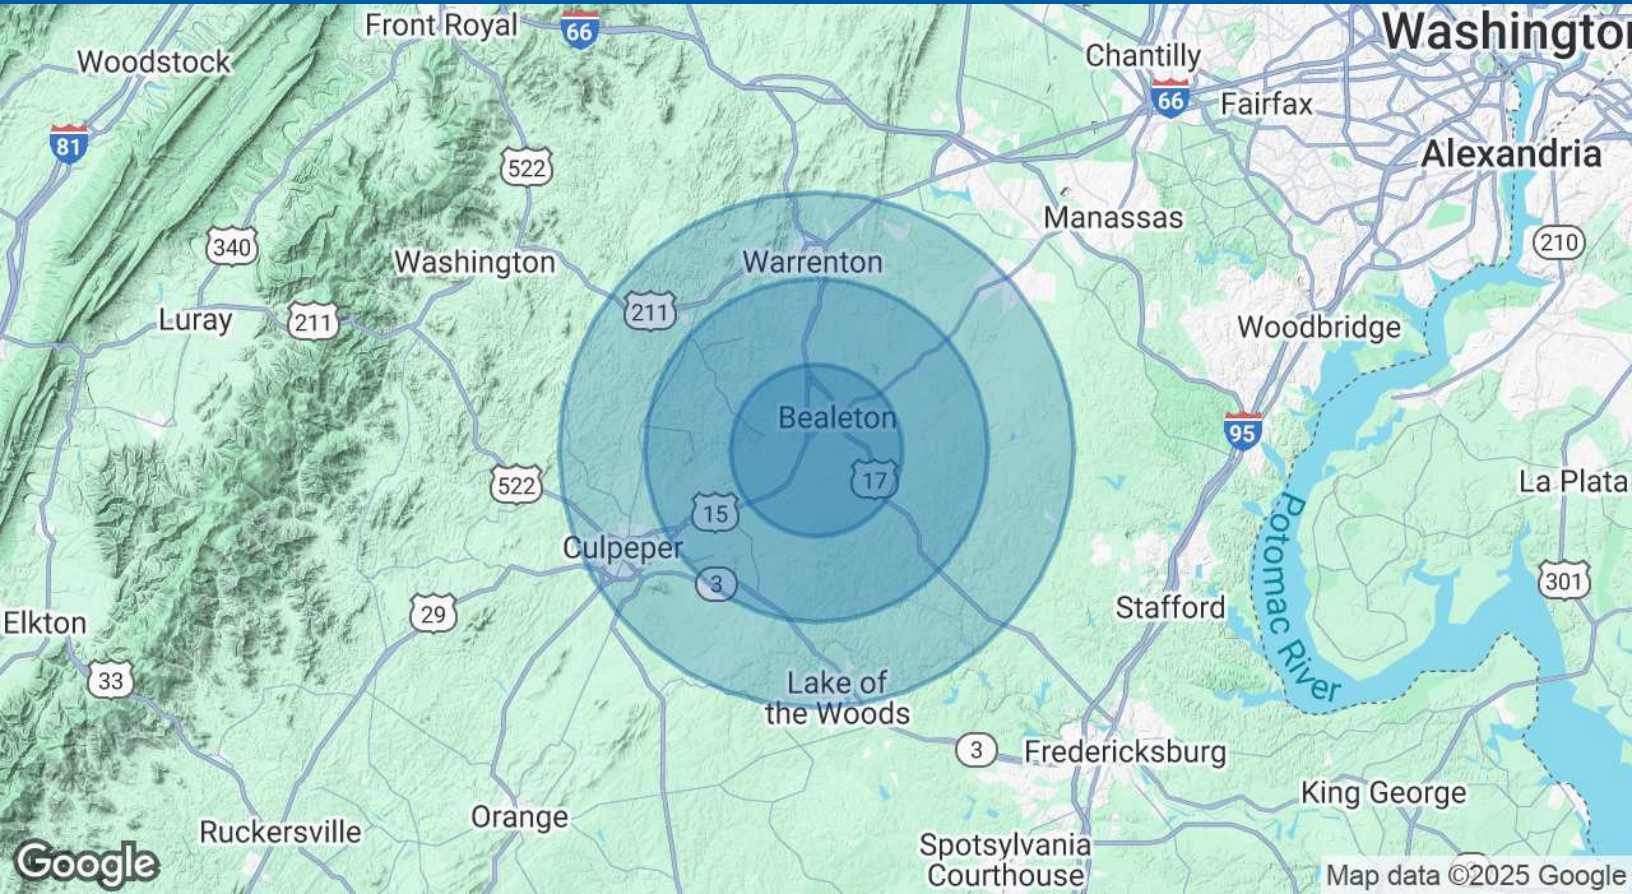 Front Royal
66
Washington
Woodstock
Chantilly
66
Fairfax
81
Alexandria
522
Manassas
340
210
Washington
Warrenton
211
Luray
211
Woodbridge
Bealeton
95
522
17
La Plata
15
Potomac River
Culpeper
3
301
29
Stafford
Elkton
33
Lake of
the Woods
3
Fredericksburg
King George
Orange
Ruckersville
Spotsylvania
Courthouse
Google
Map data ©2025 Google